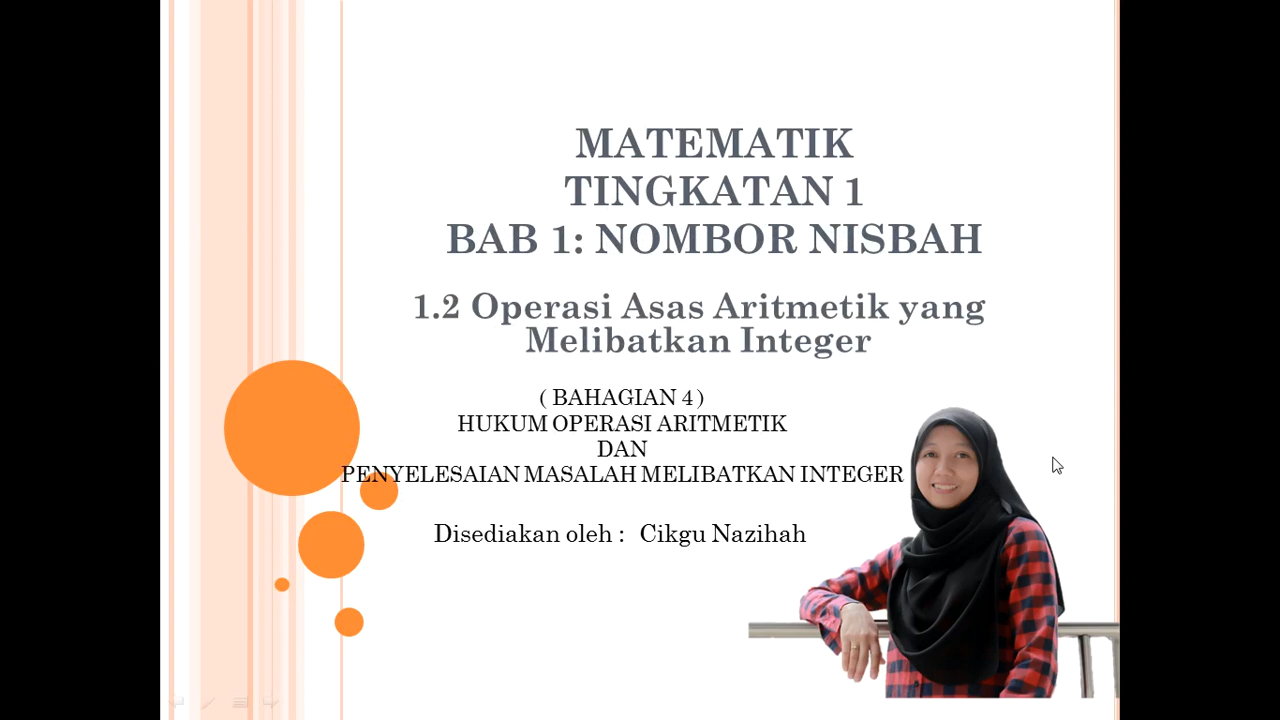 MATEMATIK
TINGKATAN 1
BAB 1: NOMBOR NISBAH
1.2 Operasi Asas Aritmetik yang
Melibatkan Integer
( BAHAGIAN 4 )
HUKUM OPERASI ARITMETIK
DAN
PENYELESAIAN MASALAH MELIBATKAN INTEGER
Disediakan oleh : Cikgu Nazihah